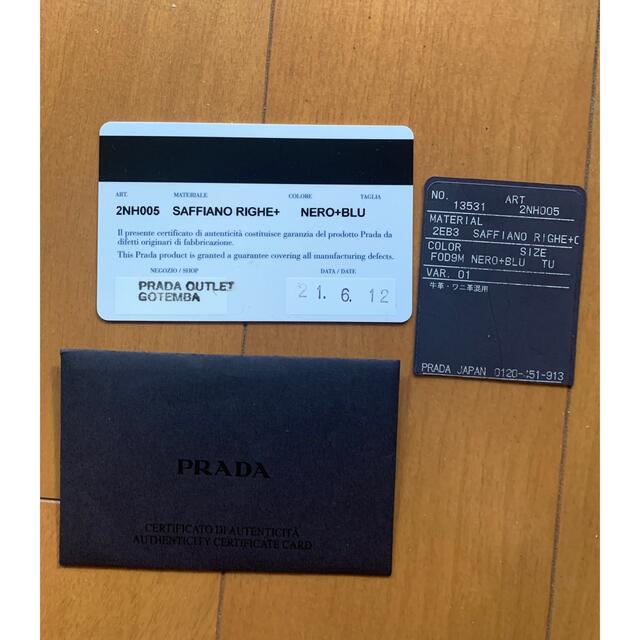 ART. MATERIALE COLORE TAGLIA
2NH005 SAFFIANO RIGHE+ NERO+BLU
Il presente certificato di autenticità costituisce garanzia del prodotto Prada da
difetti originari di fabbricazione.
This Prada product is granted a guarantee covering all manufacturing defects.
NEGOZIO / SHOP DATA / DATE
PRADA OUTLET
GOTEMBA
21. 6. 12
NO. ART
13531 2NH005
MATERIAL
2EB3 SAFFIANO RIGHE+C
COLOR SIZE
F0D9M NERO+BLU TU
VAR. 01
牛革・ワニ革混用
PRADA JAPAN 0120-451-913
PRADA
CERTIFICATO DI AUTENTICITÀ
AUTHENTICITY CERTIFICATE CARD